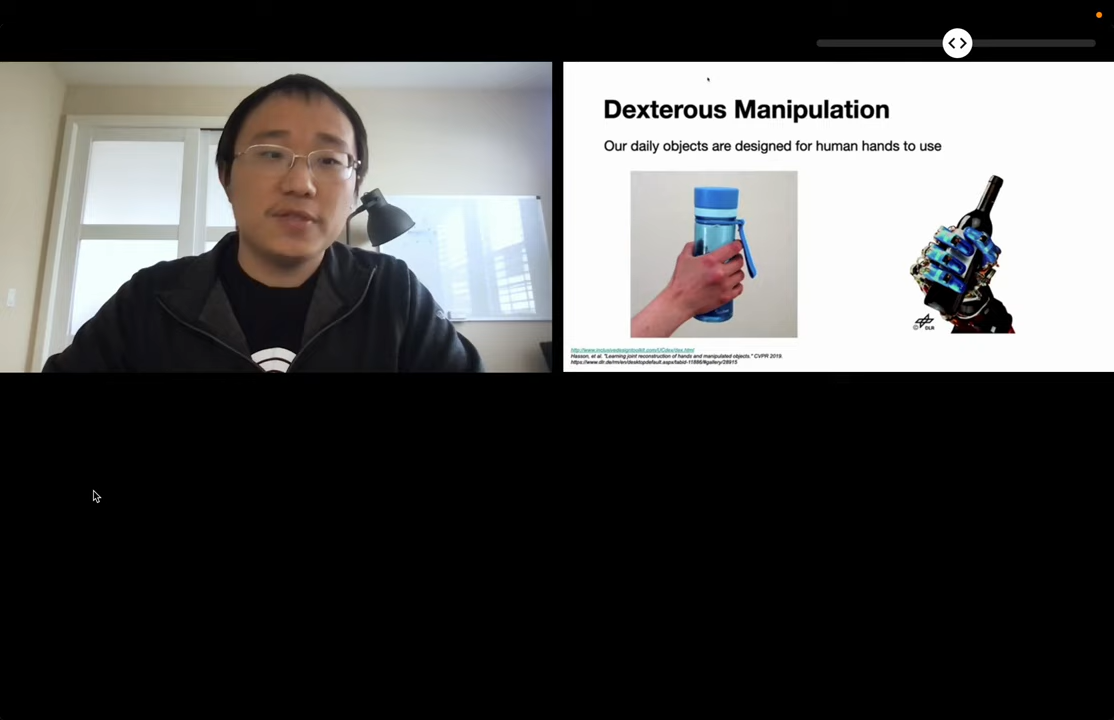 Dexterous Manipulation
Our daily objects are designed for human hands to use
© DLR
Hasson, et al. "Learning joint reconstruction of hands and manipulated objects." CVPR 2019.